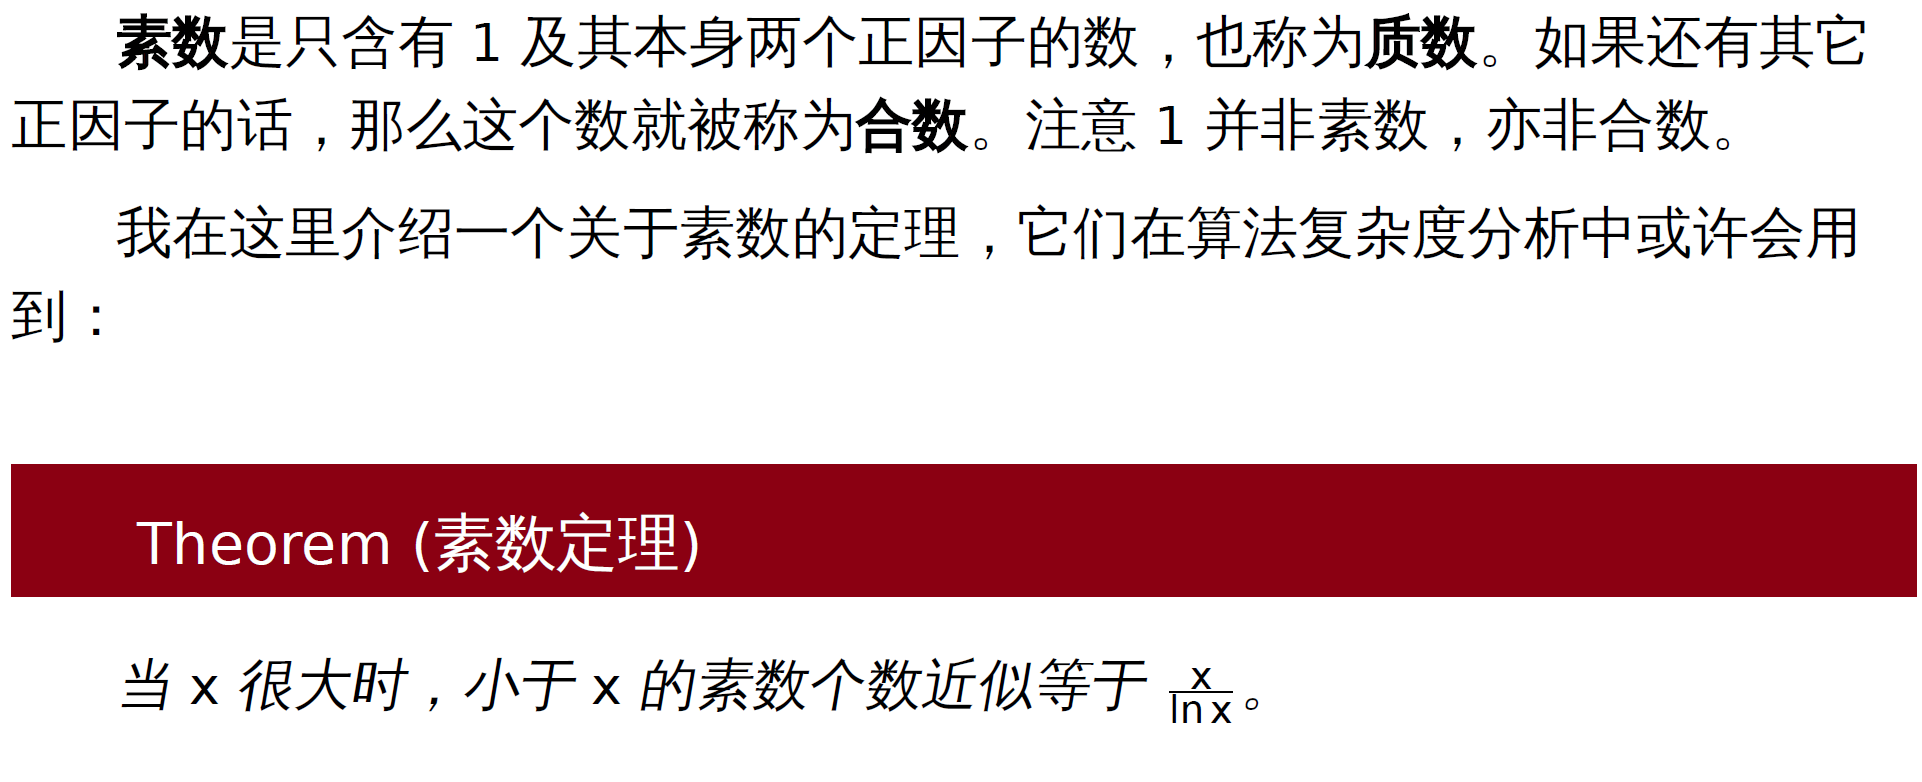 素数是只含有 1 及其本身两个正因子的数，也称为质数。如果还有其它
正因子的话，那么这个数就被称为合数。注意 1 并非素数，亦非合数。
我在这里介绍一个关于素数的定理，它们在算法复杂度分析中或许会用
到：
Theorem (素数定理)
当 x 很大时，小于 x 的素数个数近似等于 $\frac{x}{\ln x}$。